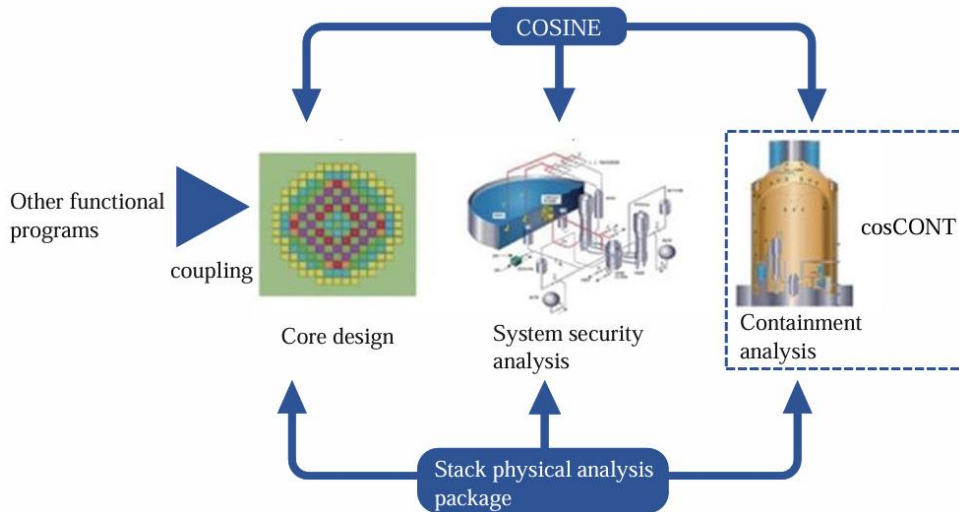 COSINE
Other functional
programs
coupling
cosCONT
Core design
System security
analysis
Containment
analysis
Stack physical analysis
package